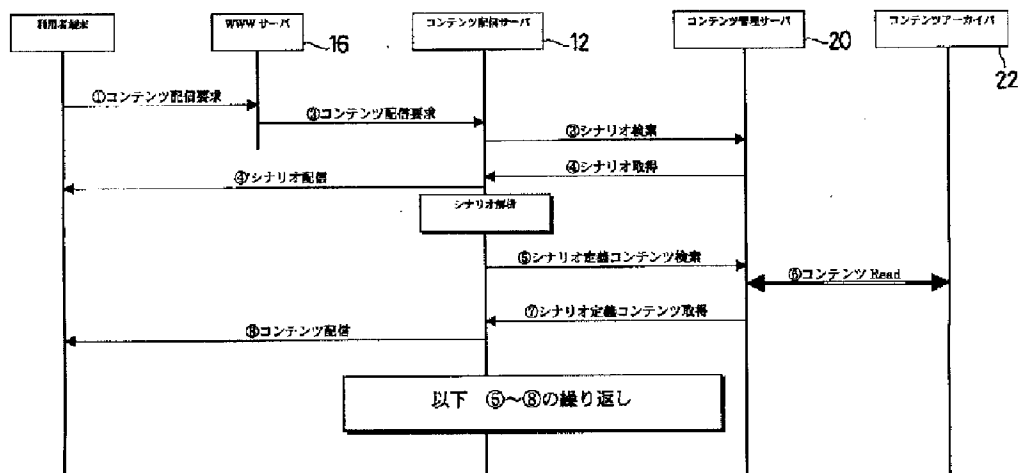 利用者端末
WWW サーバ
コンテンツ配信サーバ
コンテンツ管理サーバ
コンテンツアーカイバ
16
12
20
22
①コンテンツ配信要求
②コンテンツ配信要求
③シナリオ検索
④シナリオ取得
④'シナリオ配信
シナリオ解析
⑤シナリオ定義コンテンツ検索
⑥コンテンツ Read
⑦シナリオ定義コンテンツ取得
⑧コンテンツ配信
以下 ⑤～⑧の繰り返し